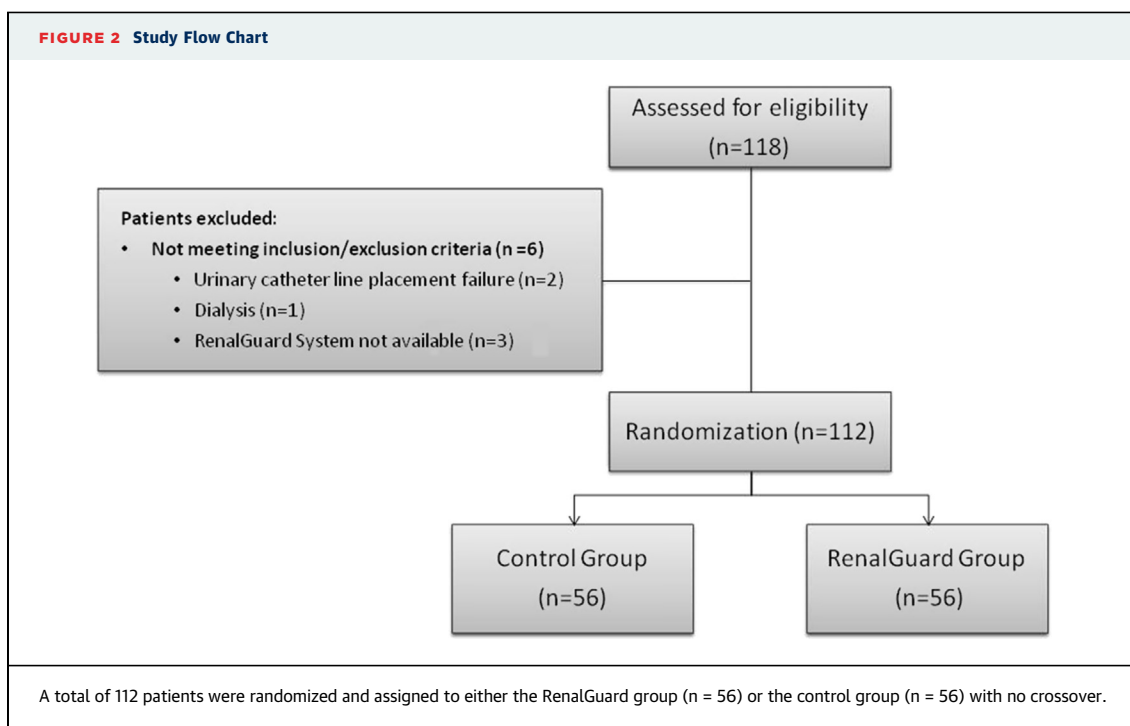 FIGURE 2 Study Flow Chart
Assessed for eligibility
(n=118)
Patients excluded:
• Not meeting inclusion/exclusion criteria (n =6)
• Urinary catheter line placement failure (n=2)
• Dialysis (n=1)
• RenalGuard System not available (n=3)
Randomization (n=112)
Control Group
(n=56)
RenalGuard Group
(n=56)
A total of 112 patients were randomized and assigned to either the RenalGuard group (n = 56) or the control group (n = 56) with no crossover.